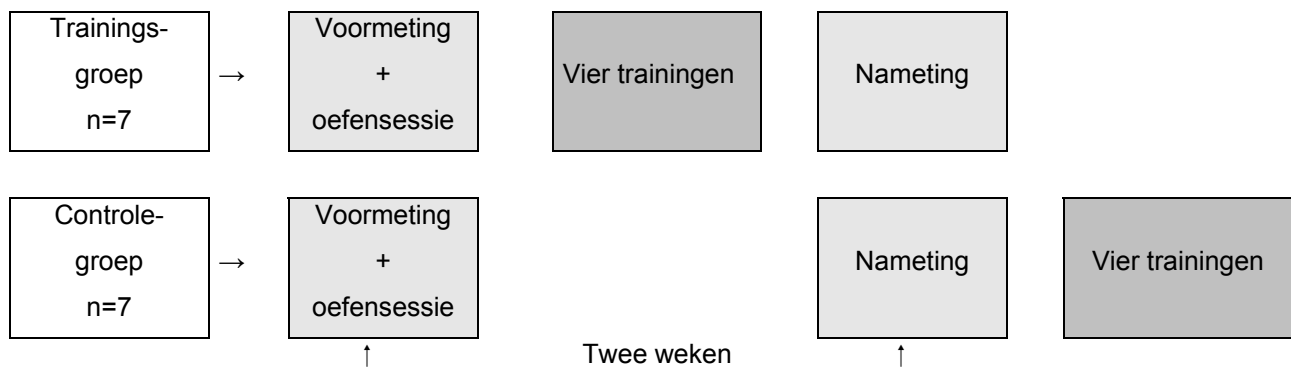 Trainings-
groep
n=7
→
Voormeting
+
oefensessie
Vier trainingen
Nameting
Controle-
groep
n=7
→
Voormeting
+
oefensessie
Nameting
Vier trainingen
↑
Twee weken
↑